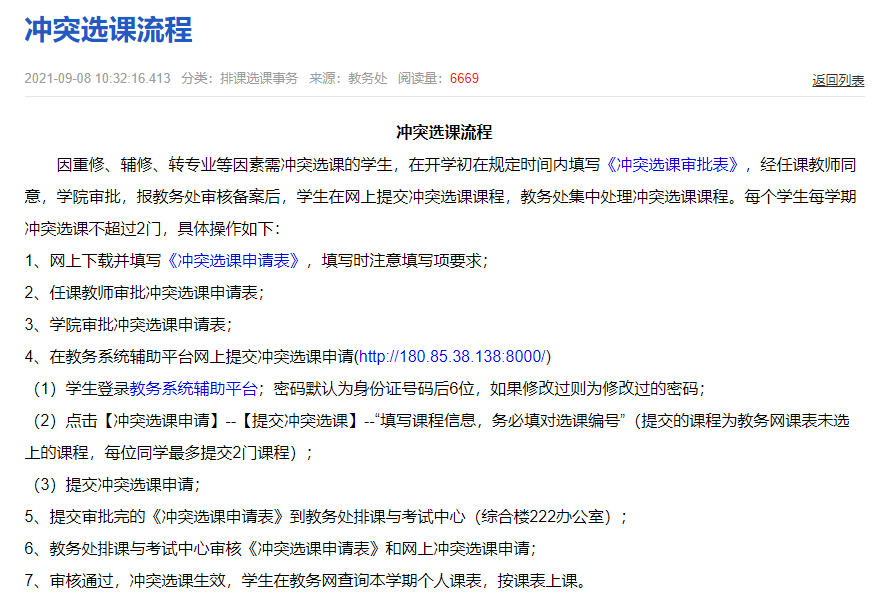 冲突选课流程
2021-09-08 10:32:16.413 分类：排课选课事务 来源：教务处 阅读量：6669
返回列表
冲突选课流程
因重修、辅修、转专业等因素需冲突选课的学生，在开学初在规定时间内填写《冲突选课审批表》，经任课教师同
意，学院审批，报教务处审核备案后，学生在网上提交冲突选课课程，教务处集中处理冲突选课课程。每个学生每学期
冲突选课不超过2门，具体操作如下：
1、网上下载并填写《冲突选课申请表》，填写时注意填写项要求；
2、任课教师审批冲突选课申请表；
3、学院审批冲突选课申请表；
4、在教务系统辅助平台网上提交冲突选课申请(http://180.85.38.138:8000/)
（1）学生登录教务系统辅助平台；密码默认为身份证号码后6位，如果修改过则为修改过的密码；
（2）点击【冲突选课申请】--【提交冲突选课】--“填写课程信息，务必填对选课编号”（提交的课程为教务网课表未选
上的课程，每位同学最多提交2门课程）；
（3）提交冲突选课申请；
5、提交审批完的《冲突选课申请表》到教务处排课与考试中心（综合楼222办公室）；
6、教务处排课与考试中心审核《冲突选课申请表》和网上冲突选课申请；
7、审核通过，冲突选课生效，学生在教务网查询本学期个人课表，按课表上课。